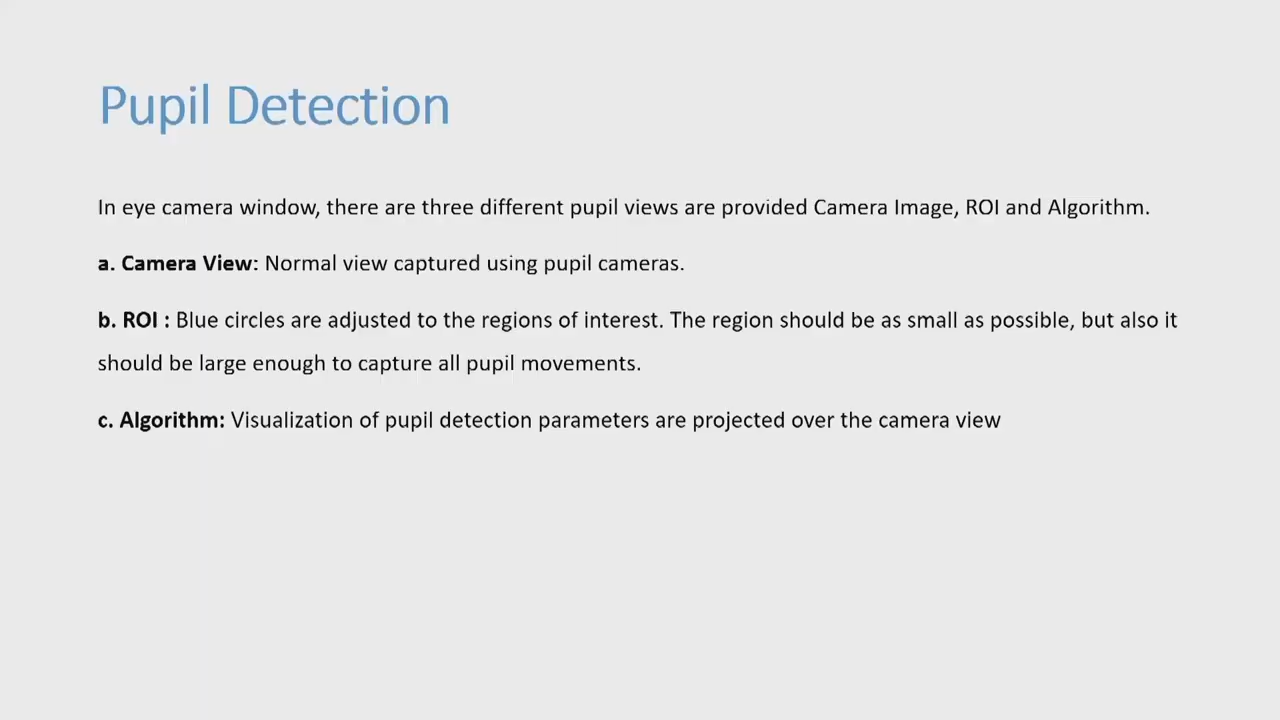 Pupil Detection
In eye camera window, there are three different pupil views are provided Camera Image, ROI and Algorithm.
a. Camera View: Normal view captured using pupil cameras.
b. ROI : Blue circles are adjusted to the regions of interest. The region should be as small as possible, but also it
should be large enough to capture all pupil movements.
c. Algorithm: Visualization of pupil detection parameters are projected over the camera view